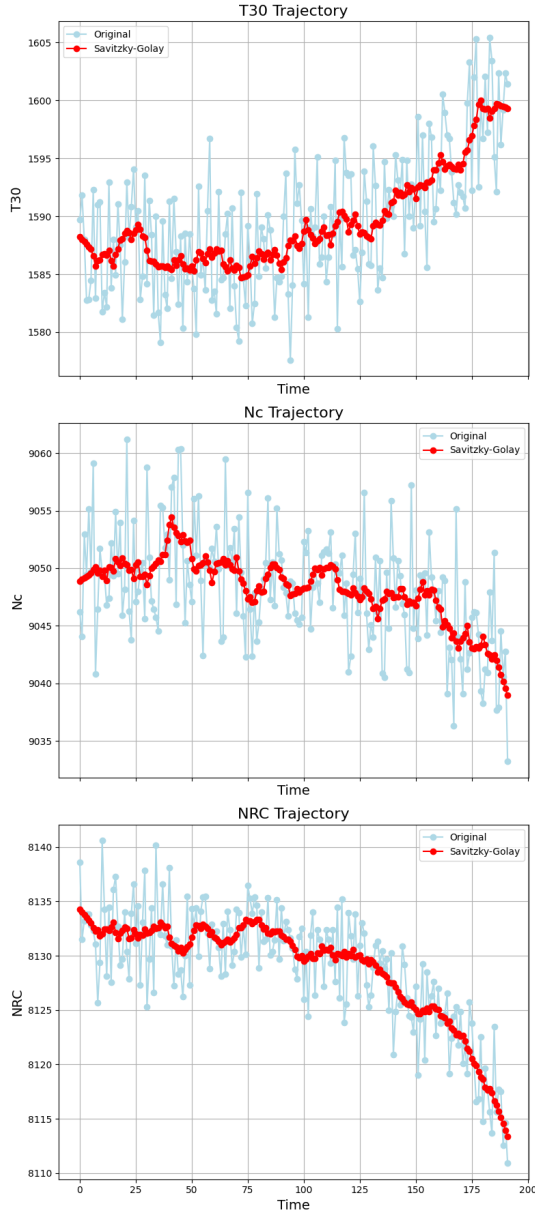 T30 Trajectory
Original
Savitzky-Golay
1605
1600
1595
1590
1585
1580
T30
Time
Nc Trajectory
Original
Savitzky-Golay
9060
9055
9050
9045
9040
9035
Nc
Time
NRC Trajectory
Original
Savitzky-Golay
8140
8135
8130
8125
8120
8115
8110
NRC
0 25 50 75 100 125 150 175 200
Time